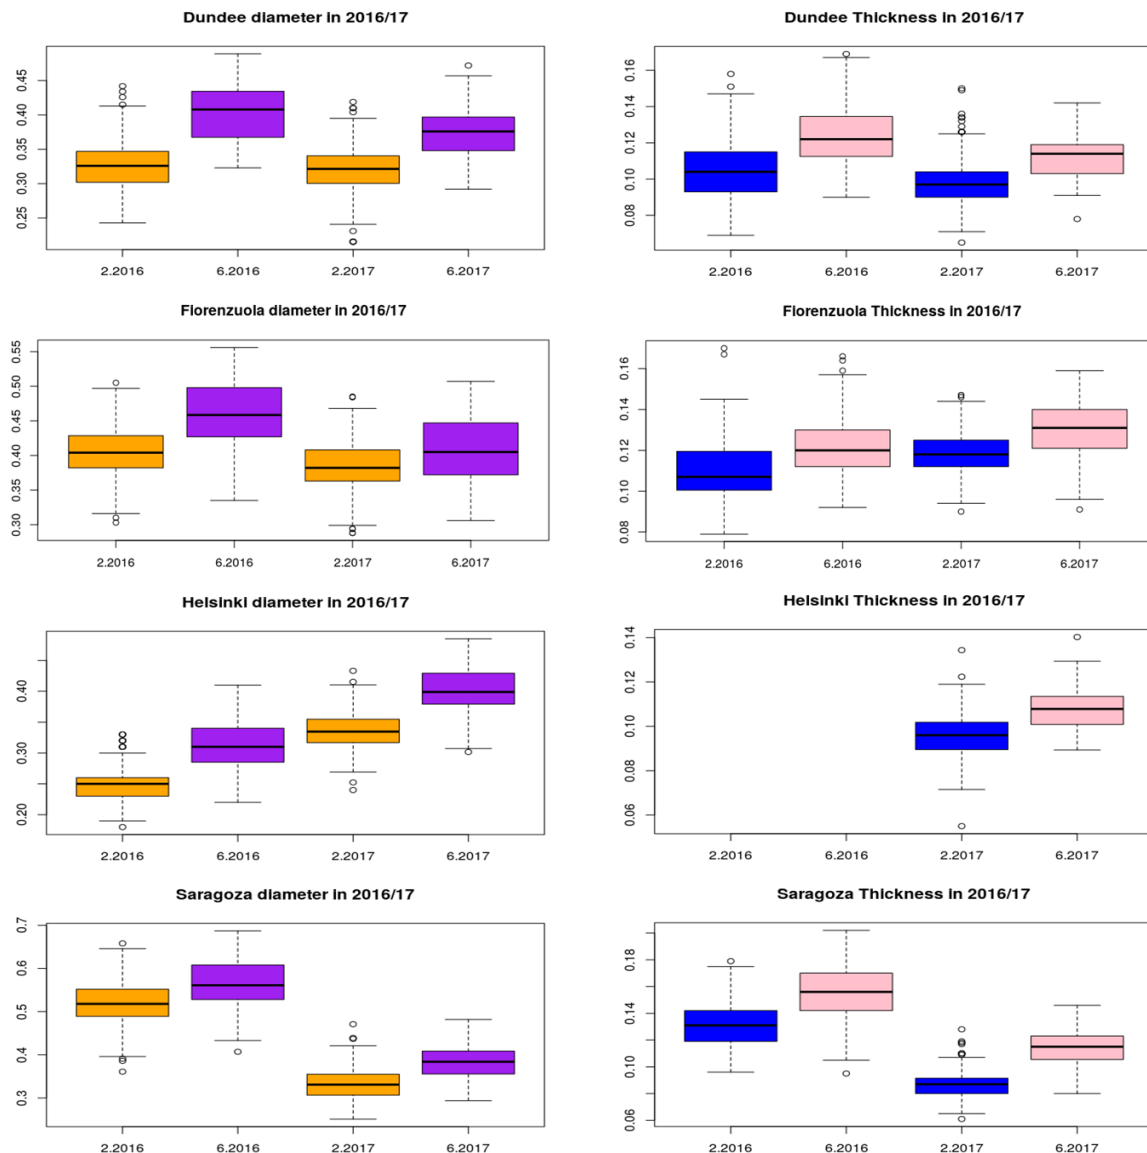 Dundee diameter in 2016/17
0.45
0.40
0.35
0.30
0.25
2.2016 6.2016 2.2017 6.2017
Dundee Thickness in 2016/17
0.16
0.14
0.12
0.10
0.08
2.2016 6.2016 2.2017 6.2017
Fiorenzuola diameter in 2016/17
0.55
0.50
0.45
0.40
0.35
0.30
2.2016 6.2016 2.2017 6.2017
Fiorenzuola Thickness in 2016/17
0.16
0.14
0.12
0.10
0.08
2.2016 6.2016 2.2017 6.2017
Helsinki diameter in 2016/17
0.40
0.30
0.20
2.2016 6.2016 2.2017 6.2017
Helsinki Thickness in 2016/17
0.14
0.12
0.10
0.08
0.06
2.2016 6.2016 2.2017 6.2017
Saragoza diameter in 2016/17
0.7
0.6
0.5
0.4
0.3
2.2016 6.2016 2.2017 6.2017
Saragoza Thickness in 2016/17
0.18
0.14
0.10
0.06
2.2016 6.2016 2.2017 6.2017